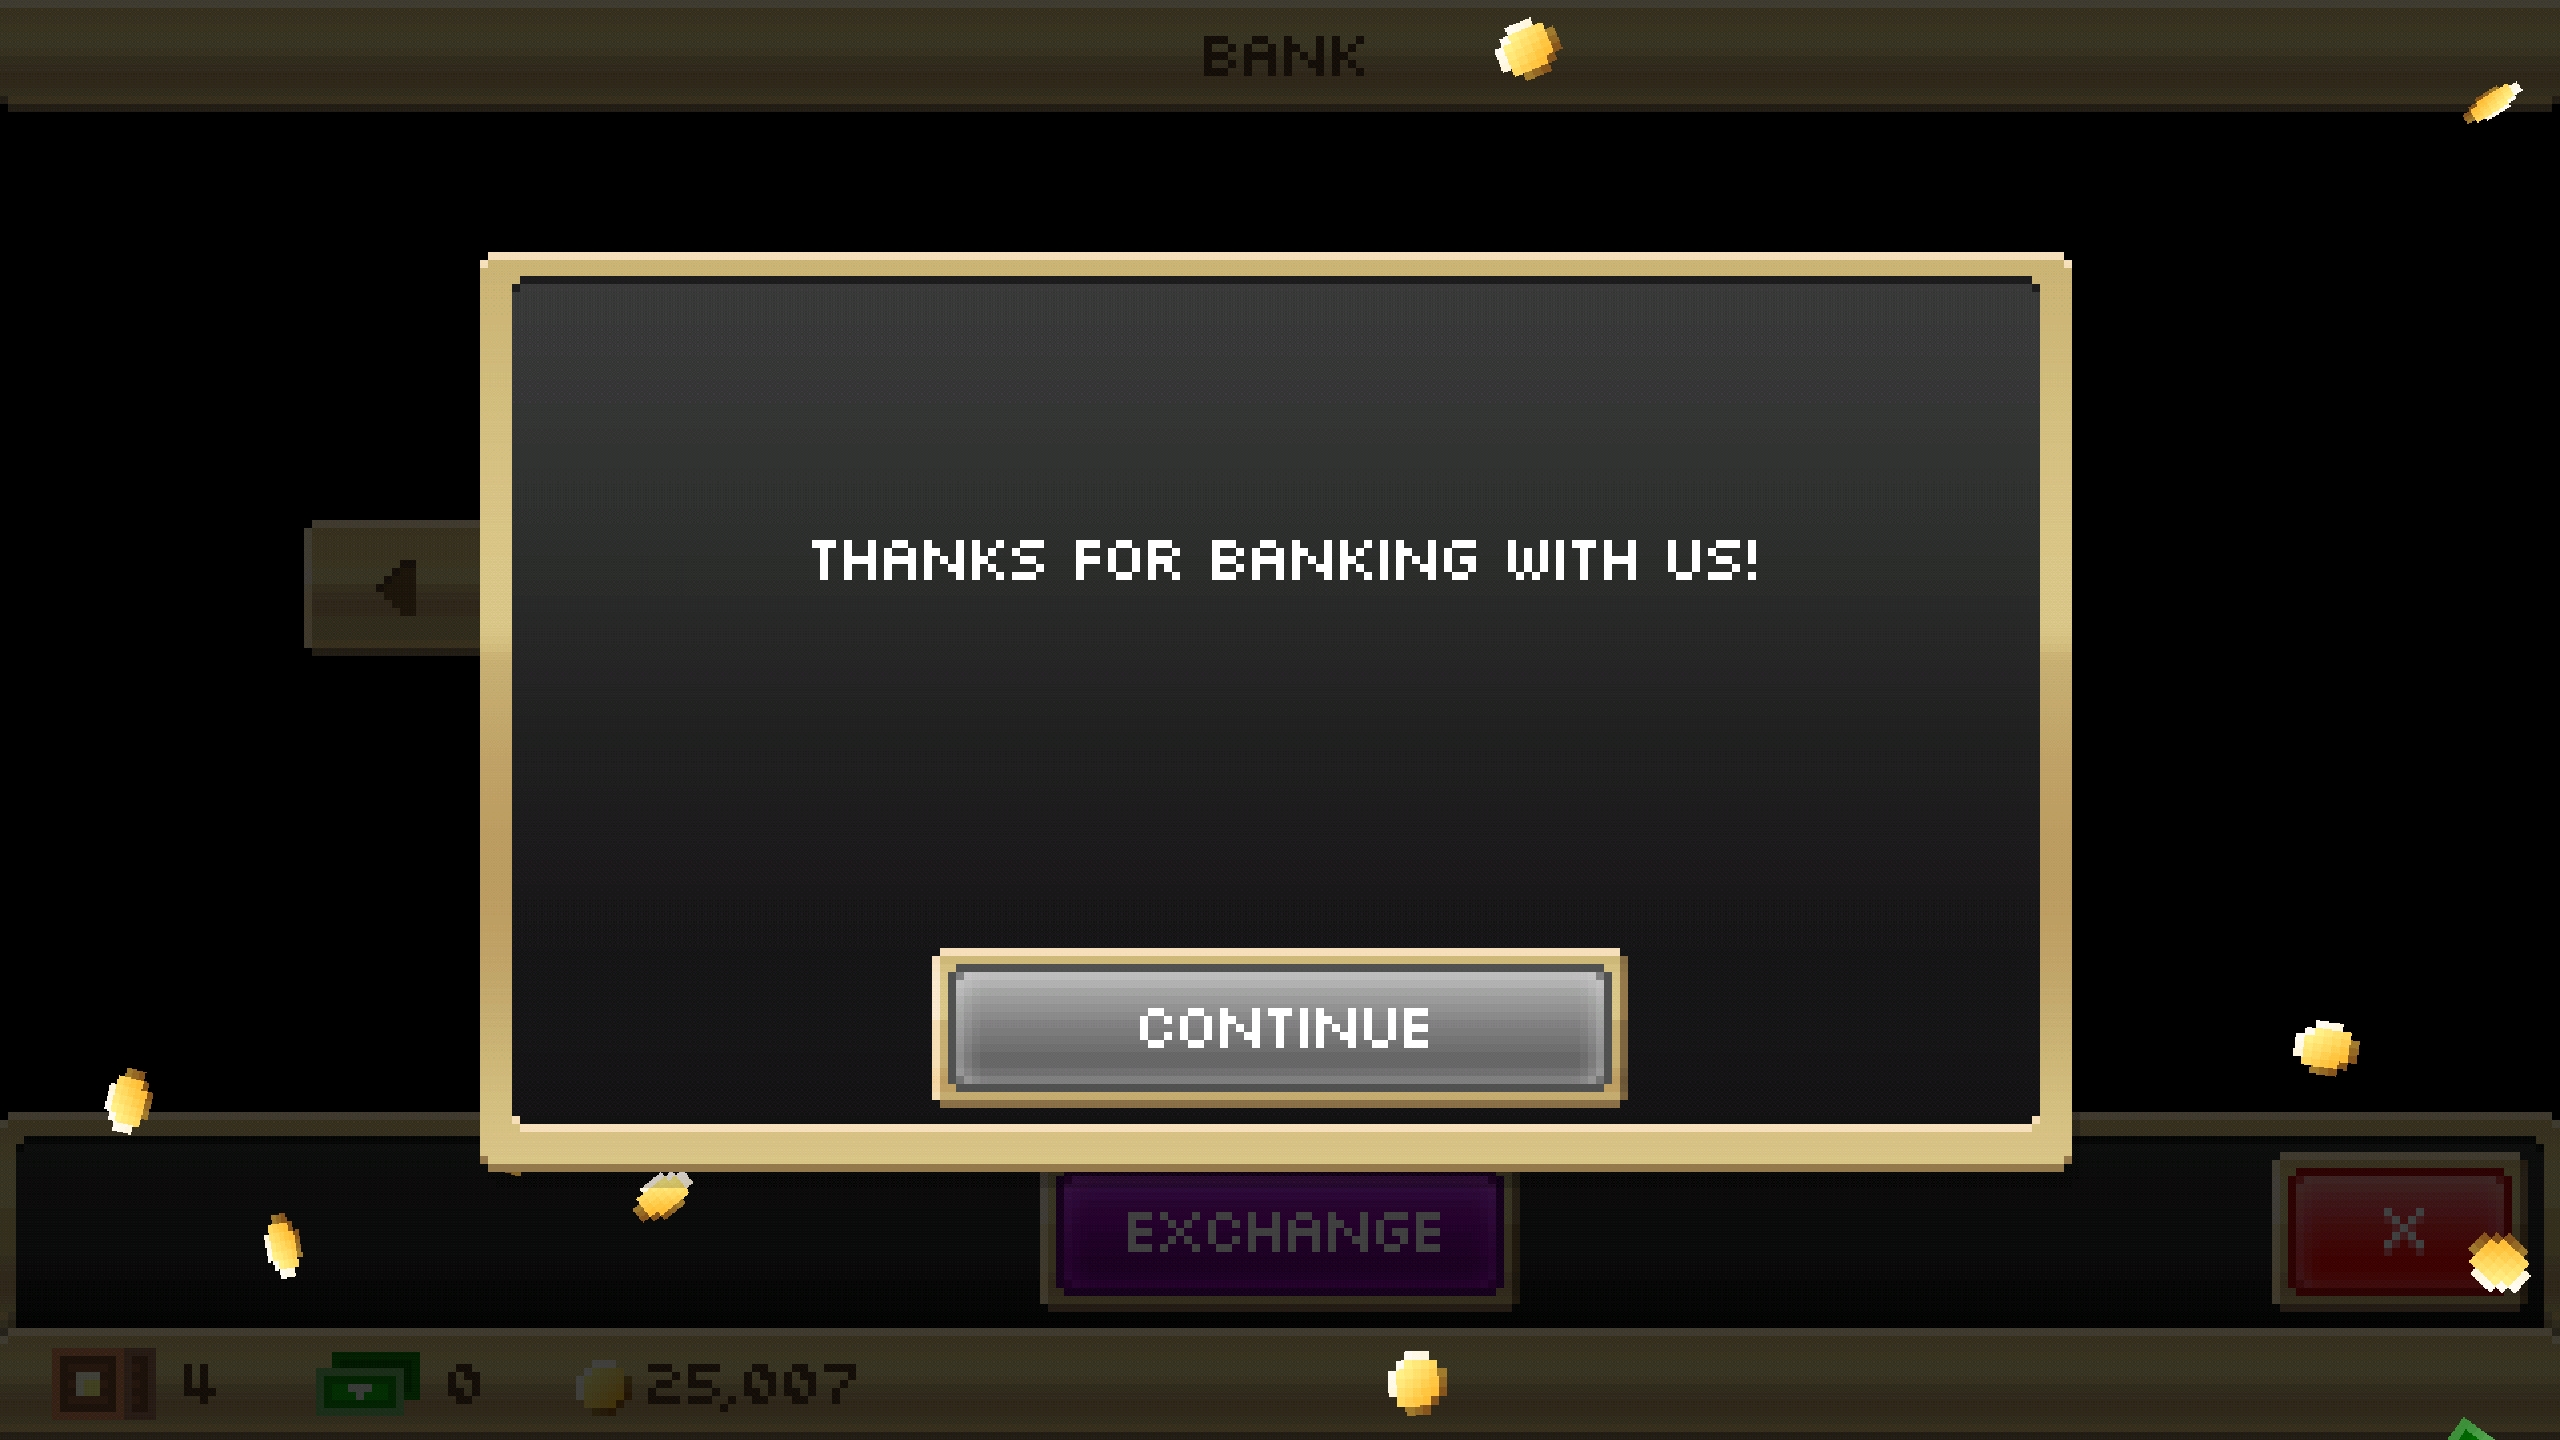 BANK
THANKS FOR BANKING WITH US!
CONTINUE
EXCHANGE
X
4 0 25,007